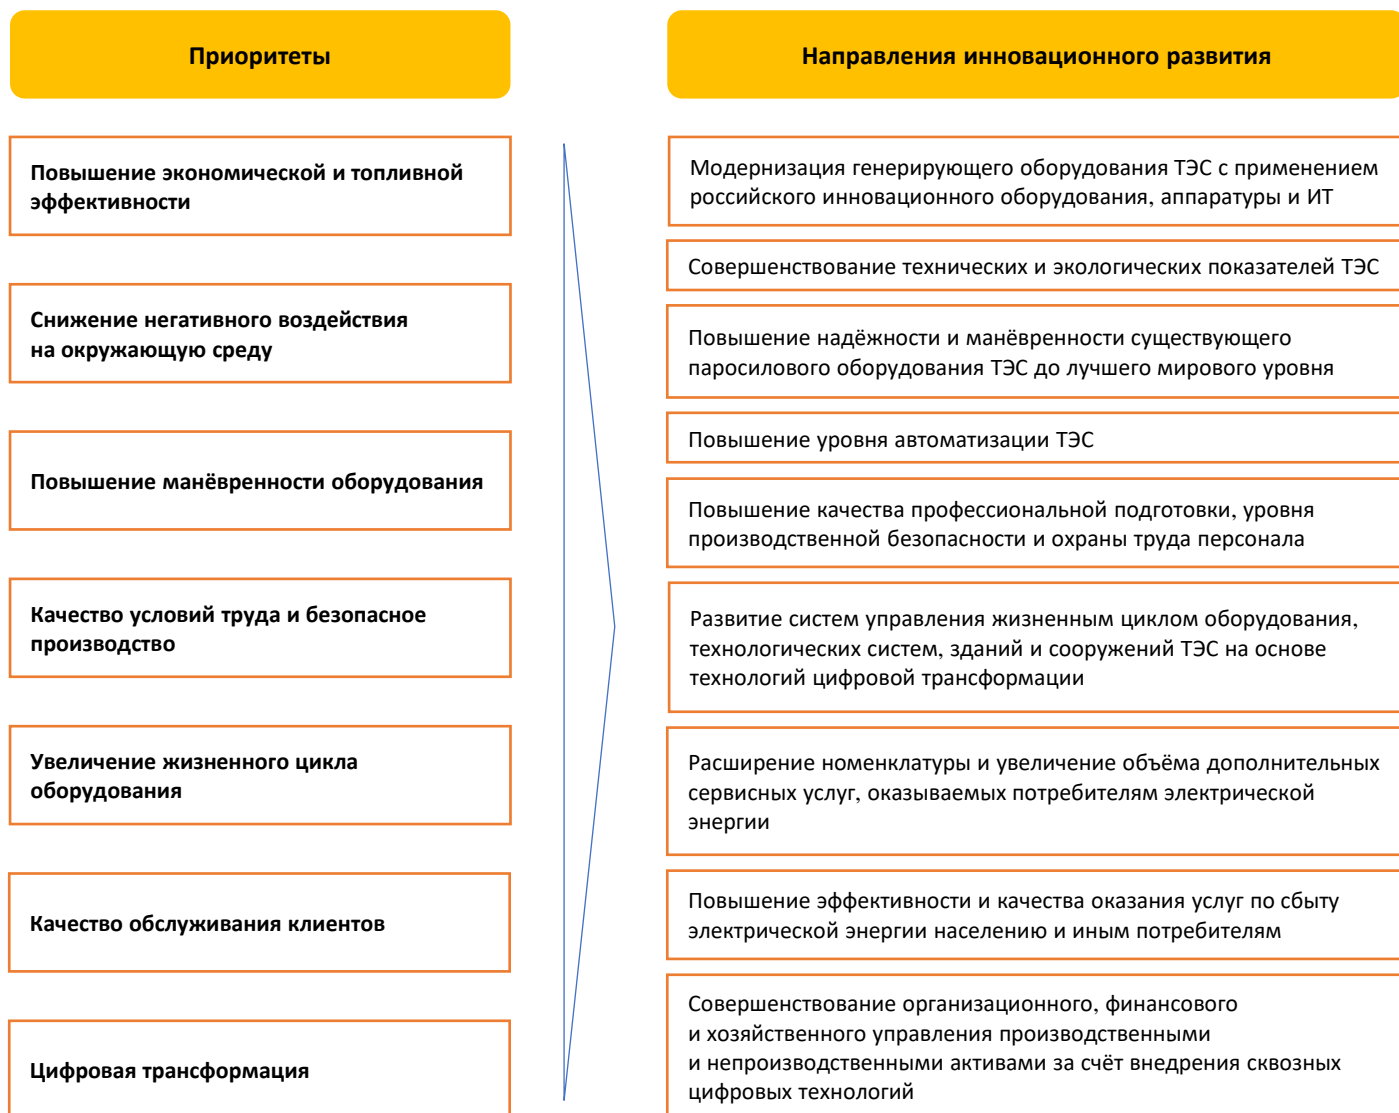 Приоритеты
Повышение экономической и топливной
эффективности
Снижение негативного воздействия
на окружающую среду
Повышение манёвренности оборудования
Качество условий труда и безопасное
производство
Увеличение жизненного цикла
оборудования
Качество обслуживания клиентов
Цифровая трансформация
Направления инновационного развития
Модернизация генерирующего оборудования ТЭС с применением
российского инновационного оборудования, аппаратуры и ИТ
Совершенствование технических и экологических показателей ТЭС
Повышение надёжности и манёвренности существующего
паросилового оборудования ТЭС до лучшего мирового уровня
Повышение уровня автоматизации ТЭС
Повышение качества профессиональной подготовки, уровня
производственной безопасности и охраны труда персонала
Развитие систем управления жизненным циклом оборудования,
технологических систем, зданий и сооружений ТЭС на основе
технологий цифровой трансформации
Расширение номенклатуры и увеличение объёма дополнительных
сервисных услуг, оказываемых потребителям электрической
энергии
Повышение эффективности и качества оказания услуг по сбыту
электрической энергии населению и иным потребителям
Совершенствование организационного, финансового
и хозяйственного управления производственными
и непроизводственными активами за счёт внедрения сквозных
цифровых технологий